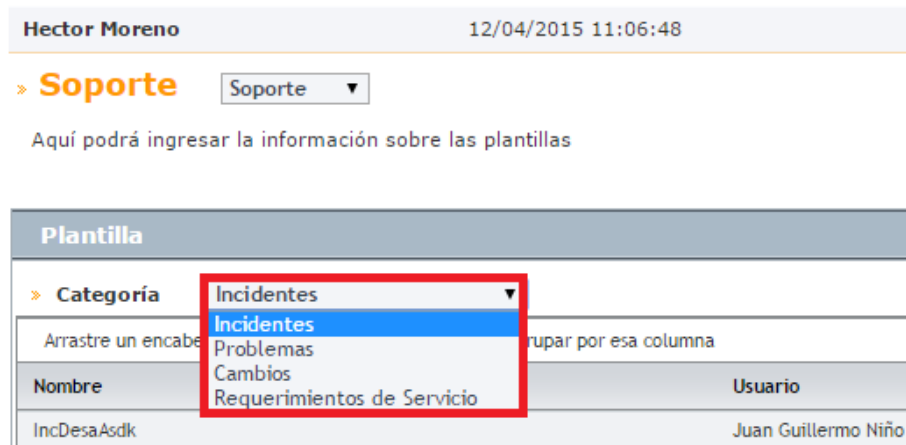 Hector Moreno 12/04/2015 11:06:48
» Soporte Soporte
Aquí podrá ingresar la información sobre las plantillas
Plantilla
» Categoría Incidentes
Incidentes
Arrastre un encabe rupar por esa columna
Problemas
Cambios
Nombre Usuario
Requerimientos de Servicio
IncDesaAsdk Juan Guillermo Niño